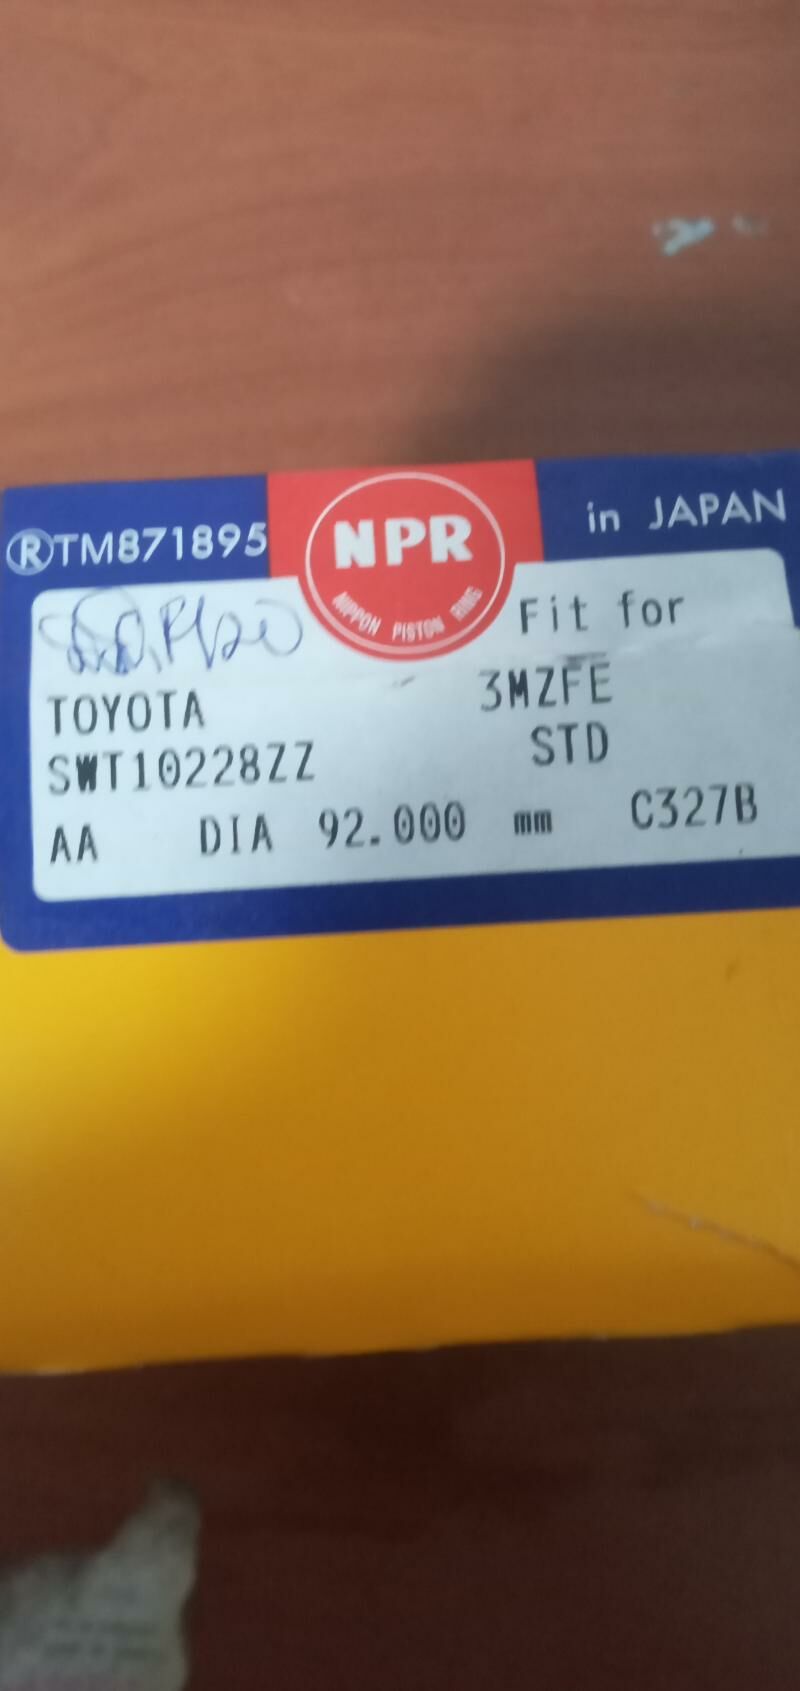 ®TM871895
NPR
NIPPON PISTON RING
in JAPAN
Fit for
TOYOTA 3MZFE
SWT10228ZZ STD
AA DIA 92.000 mm C327B